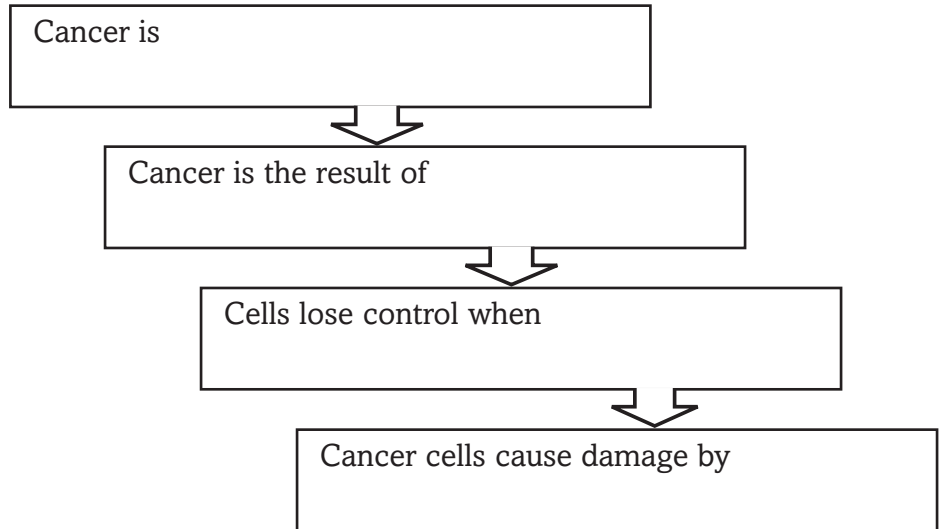 Cancer is
Cancer is the result of
Cells lose control when
Cancer cells cause damage by